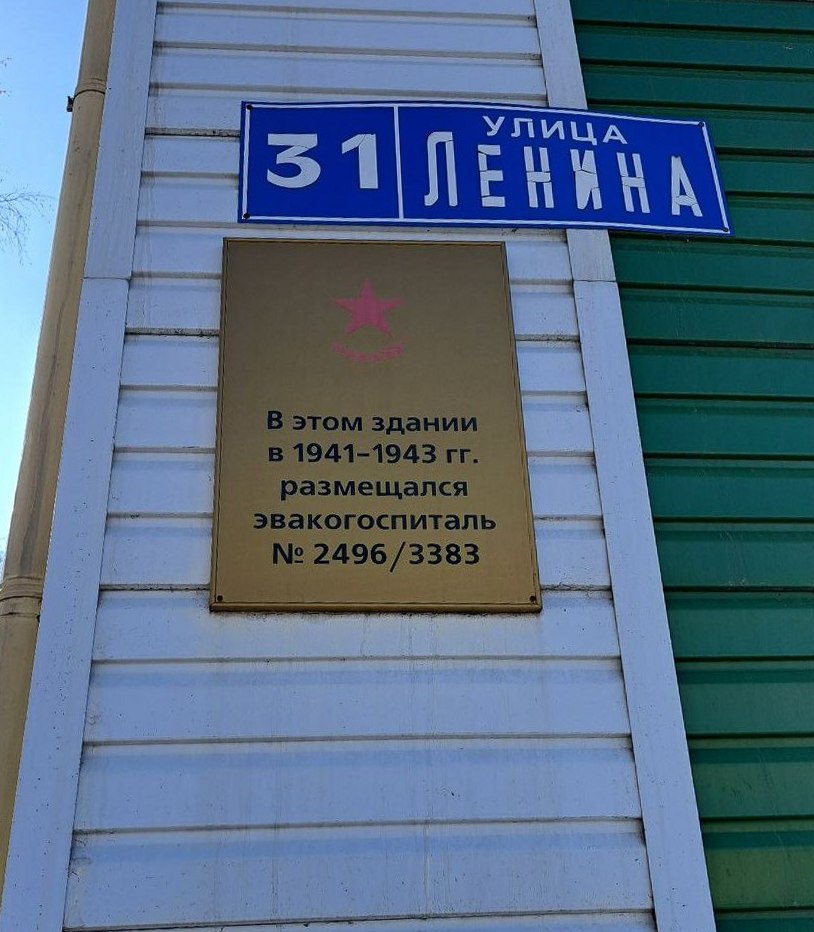 31
УЛИЦА
ЛЕНИНА
В этом здании
в 1941-1943 гг.
размещался
эвакогоспиталь
№ 2496/3383